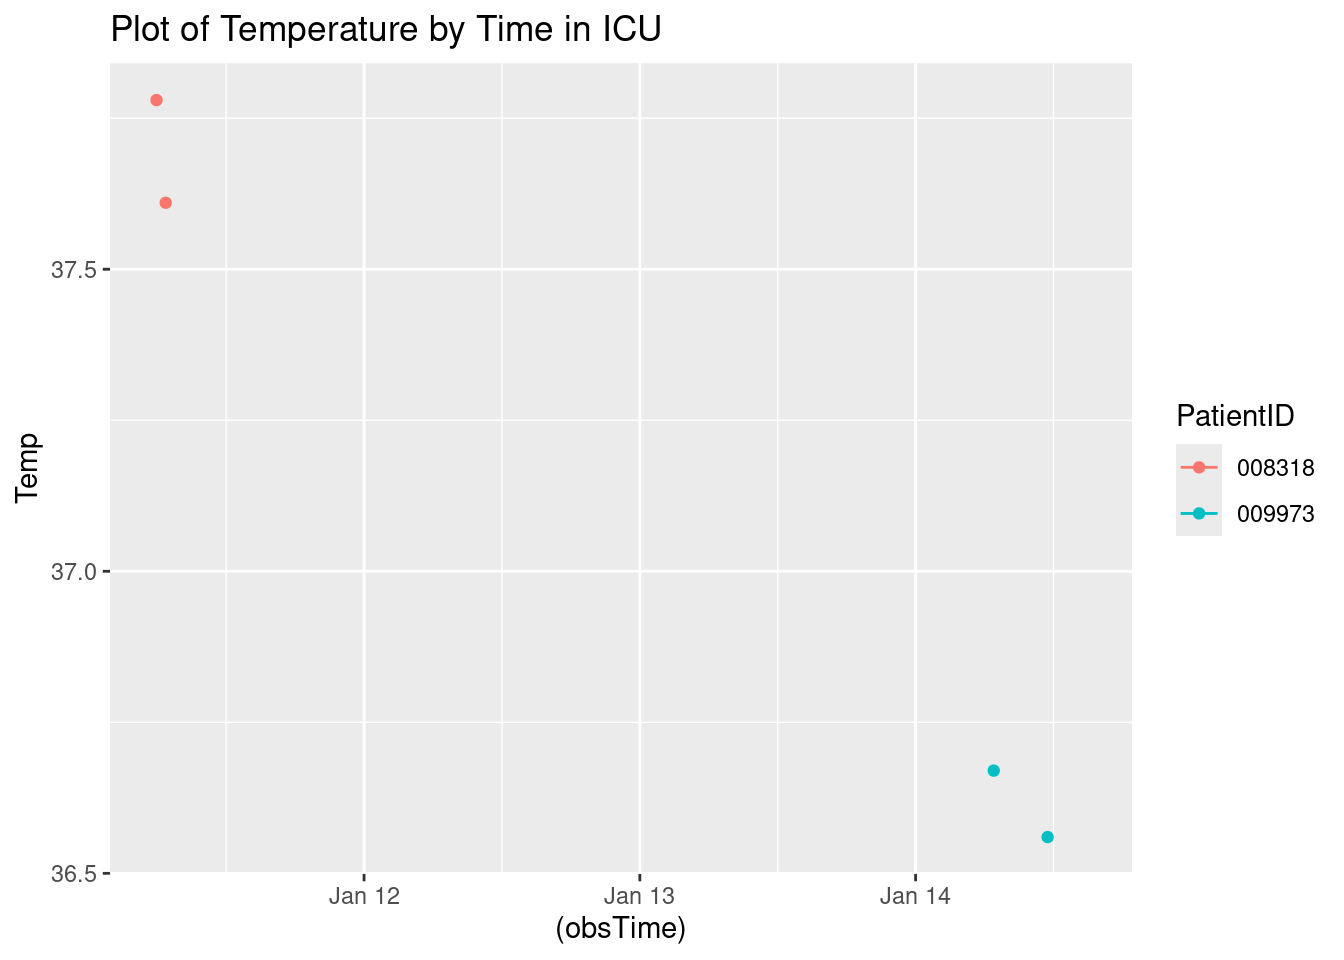 Plot of Temperature by Time in ICU
Temp
37.5
37.0
36.5
Jan 12 Jan 13 Jan 14
(obsTime)
PatientID
008318
009973